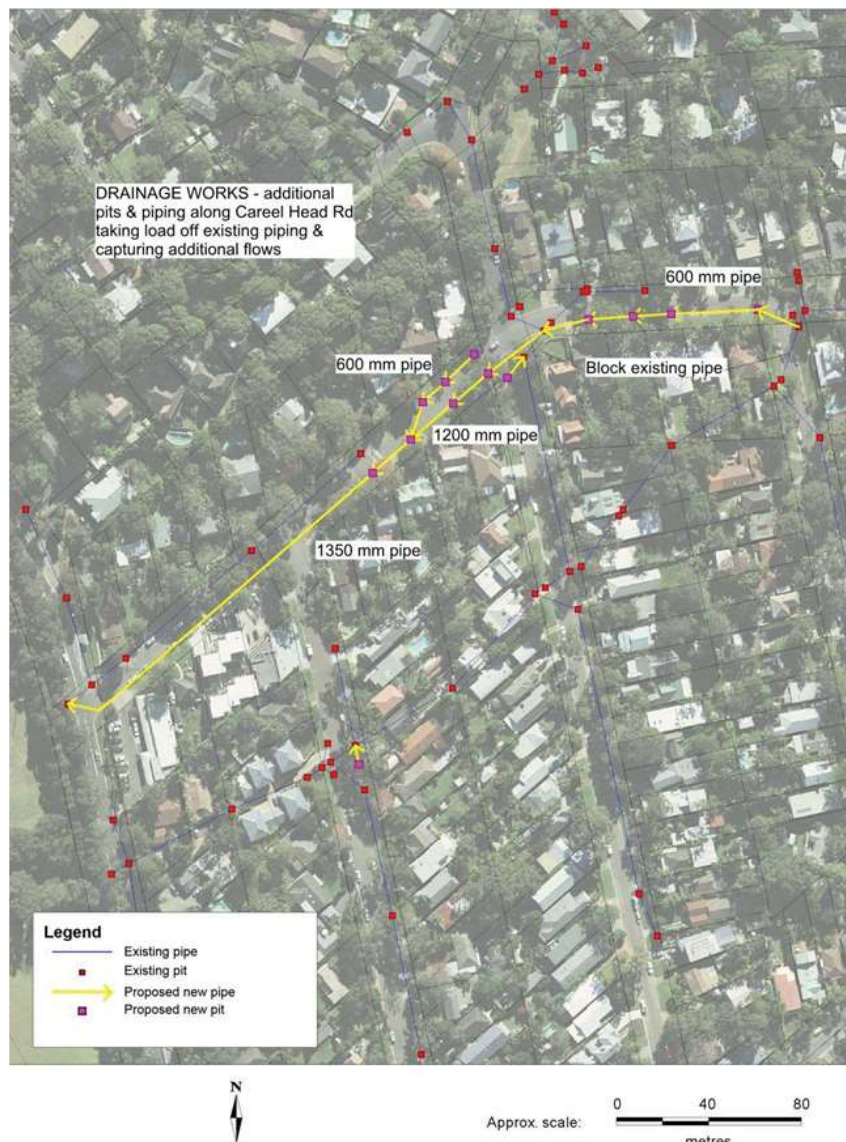 DRAINAGE WORKS - additional
pits & piping along Careel Head Rd
taking load off existing piping &
capturing additional flows
600 mm pipe
600 mm pipe
Block existing pipe
1200 mm pipe
1350 mm pipe
Legend
Existing pipe
Existing pit
Proposed new pipe
Proposed new pit
N
Approx. scale:
0 40 80
metres